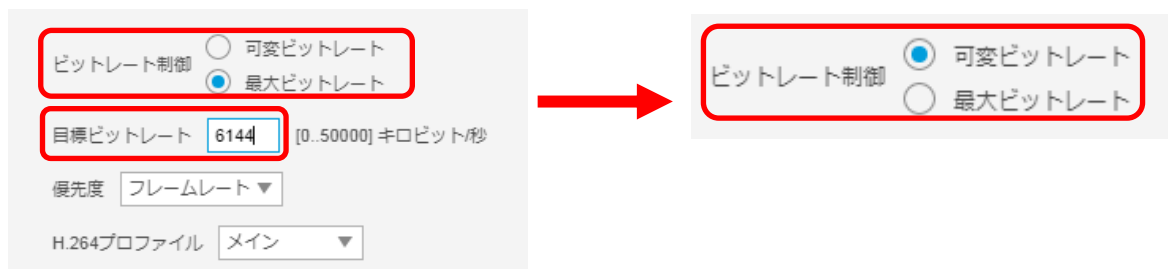 ビットレート制御
可変ビットレート
最大ビットレート
目標ビットレート 6144 [0..50000] キロビット/秒
優先度 フレームレート
H.264プロファイル メイン
ビットレート制御
可変ビットレート
最大ビットレート